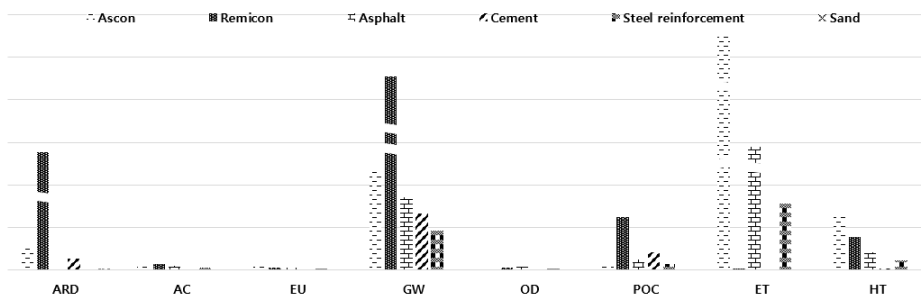 Ascon Remicon Asphalt Cement Steel reinforcement Sand
ARD AC EU GW OD POC ET HT